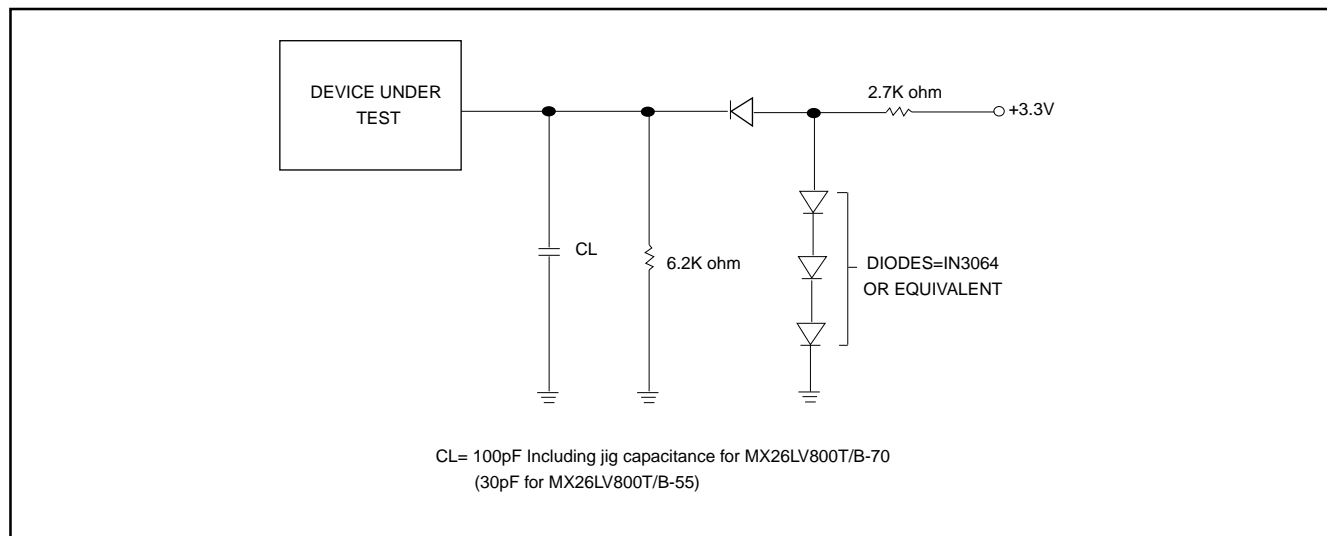 DEVICE UNDER
TEST
2.7K ohm
+3.3V
CL
6.2K ohm
DIODES=IN3064
OR EQUIVALENT
CL= 100pF Including jig capacitance for MX26LV800T/B-70
(30pF for MX26LV800T/B-55)